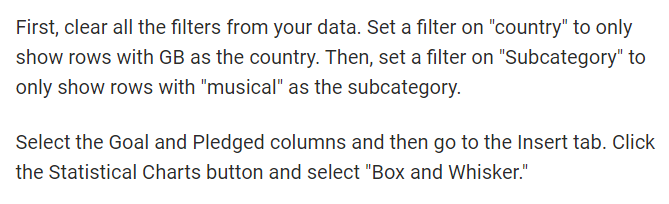 First, clear all the filters from your data. Set a filter on "country" to only
show rows with GB as the country. Then, set a filter on "Subcategory" to
only show rows with "musical" as the subcategory.
Select the Goal and Pledged columns and then go to the Insert tab. Click
the Statistical Charts button and select "Box and Whisker."